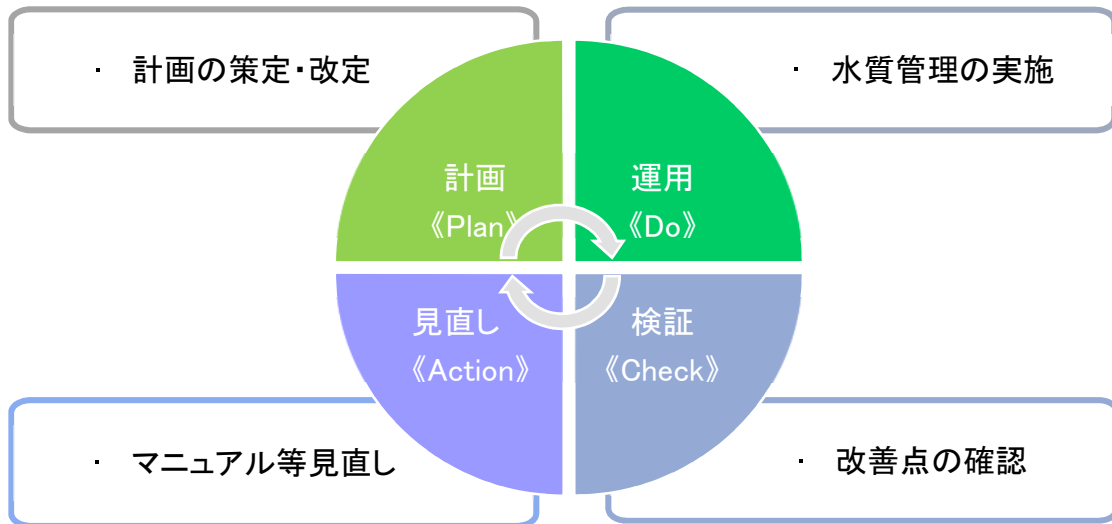 ・ 計画の策定・改定
・ 水質管理の実施
計画
《Plan》
運用
《Do》
見直し
《Action》
検証
《Check》
・ マニュアル等見直し
・ 改善点の確認